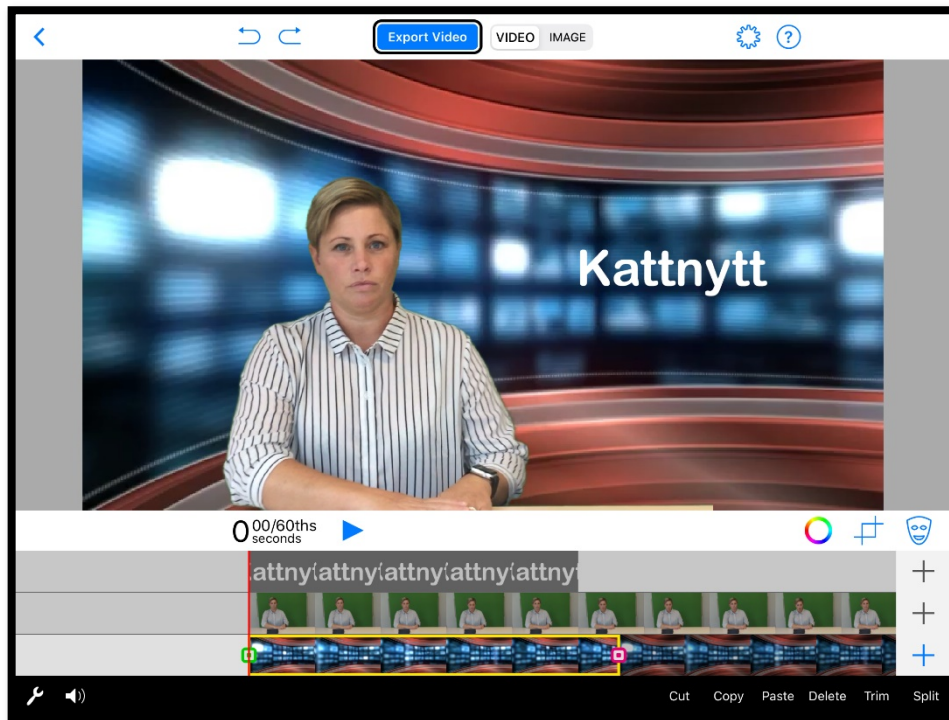 Export Video VIDEO IMAGE
?
Kattnytt
0 00/60ths
seconds
attny attny attny attny attny
Cut Copy Paste Delete Trim Split